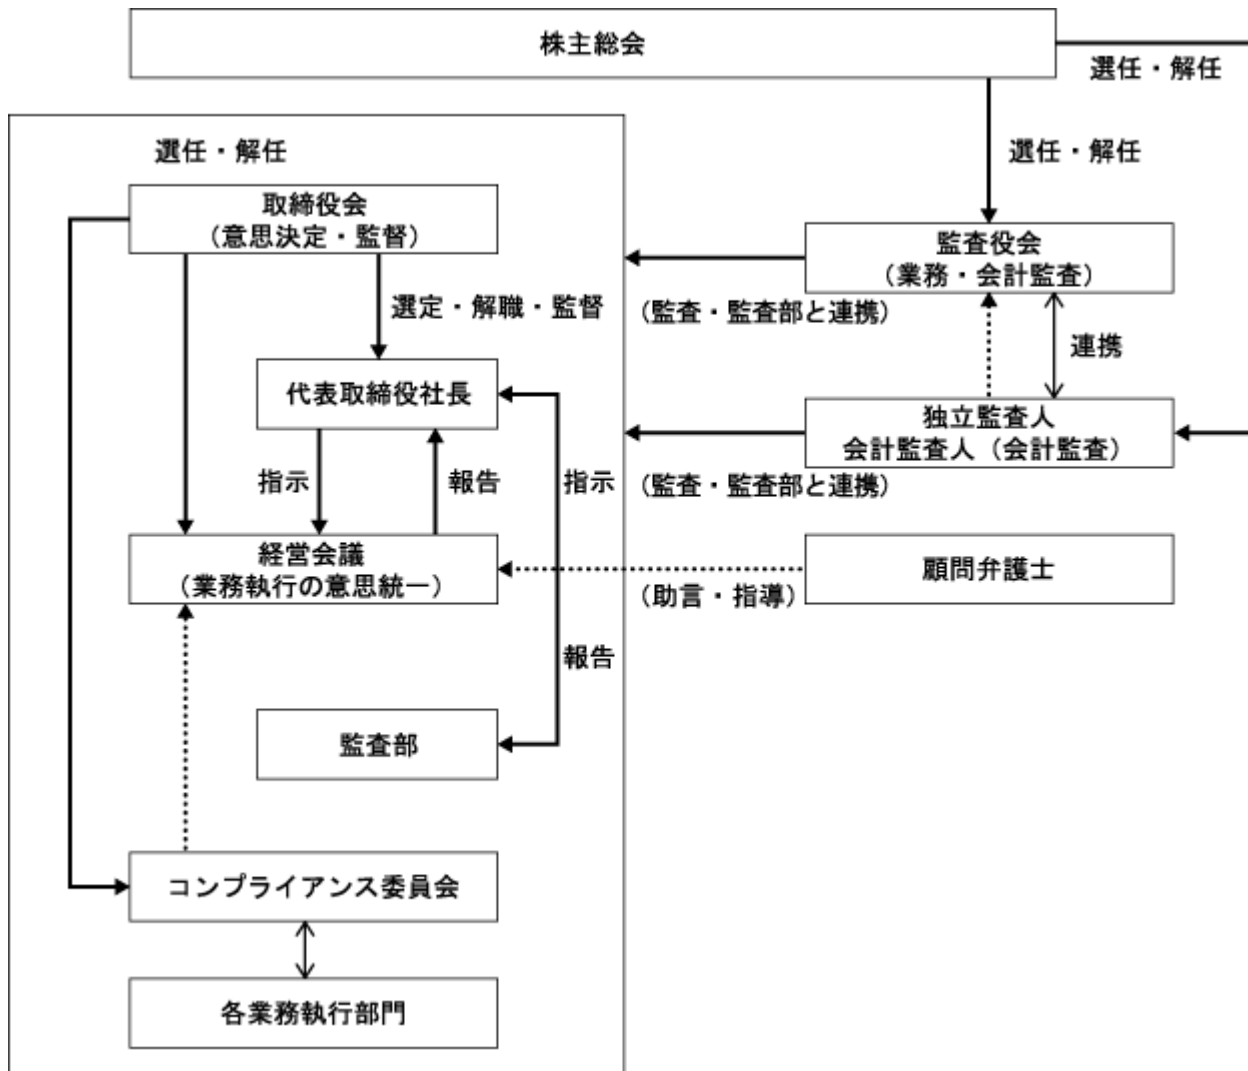 株主総会
選任・解任
選任・解任
選任・解任
取締役会
（意思決定・監督）
監査役会
（業務・会計監査）
選定・解職・監督
（監査・監査部と連携）
連携
代表取締役社長
独立監査人
会計監査人（会計監査）
指示
報告
指示
（監査・監査部と連携）
経営会議
（業務執行の意思統一）
顧問弁護士
（助言・指導）
報告
監査部
コンプライアンス委員会
各業務執行部門